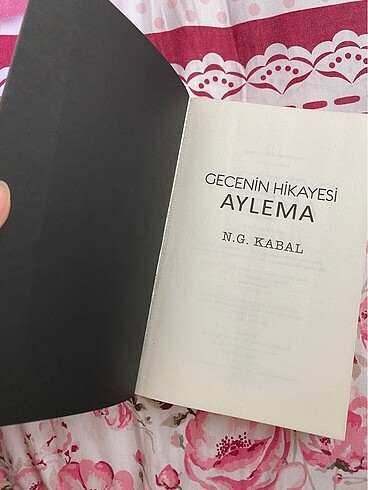 GECENİN HİKAYESİ
AYLEMA
N.G. KABAL